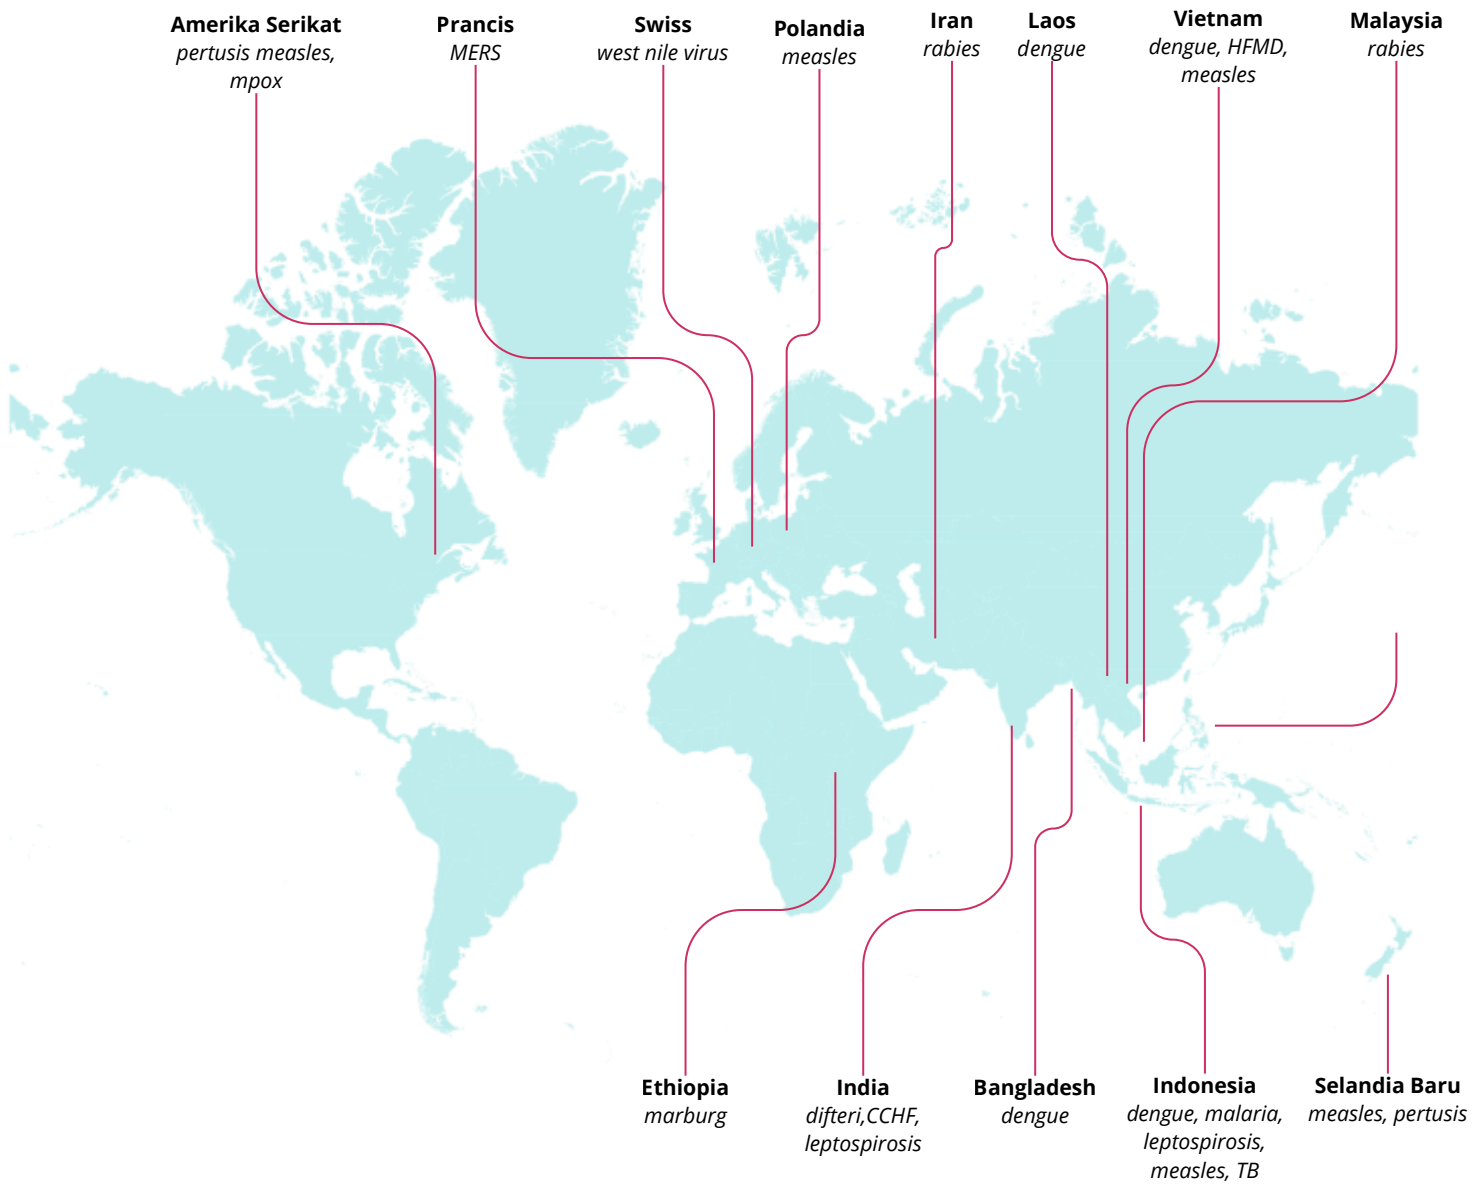 Amerika Serikat
pertusis measles,
mpox
Prancis
MERS
Swiss
west nile virus
Polandia
measles
Iran
rabies
Laos
dengue
Vietnam
dengue, HFMD,
measles
Malaysia
rabies
Ethiopia
marburg
India
difteri,CCHF,
leptospirosis
Bangladesh
dengue
Indonesia
dengue, malaria,
leptospirosis,
measles, TB
Selandia Baru
measles, pertusis